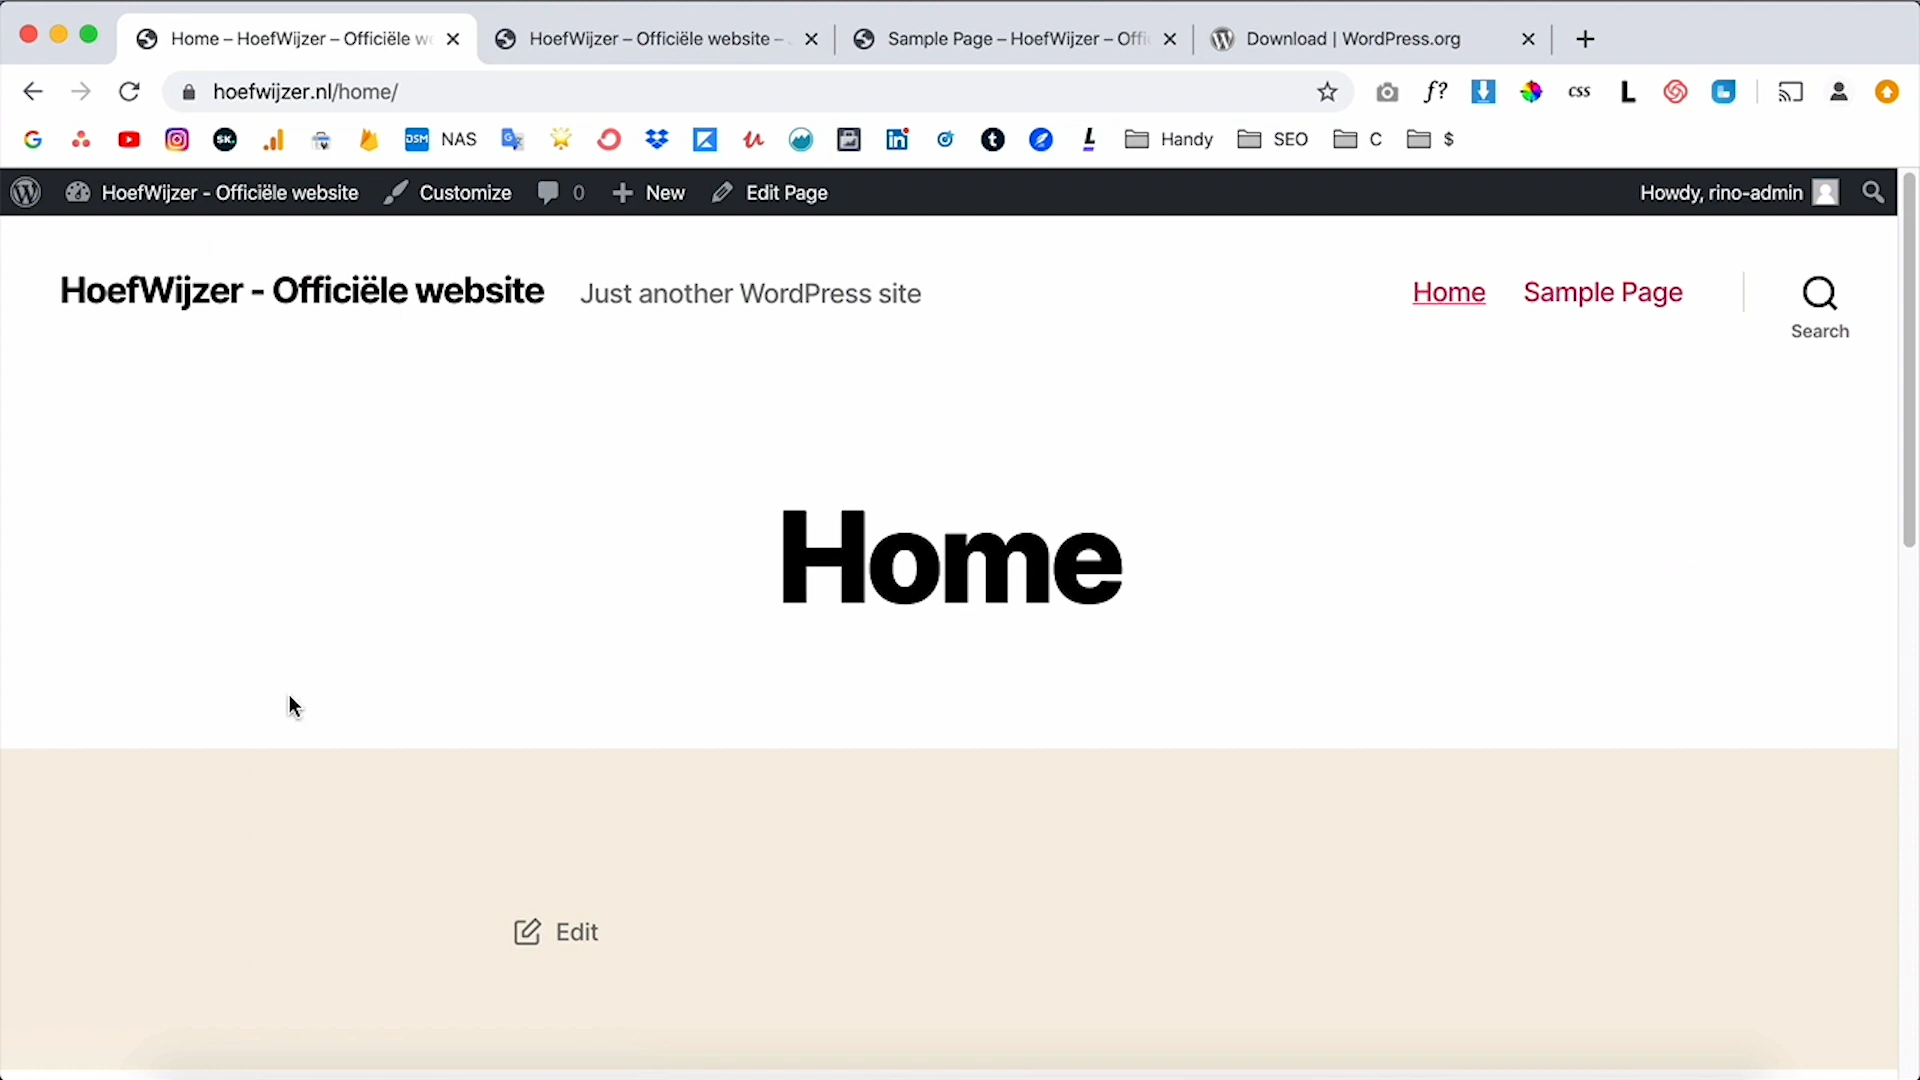 Home – HoefWijzer – Officiële w
HoefWijzer – Officiële website –
Sample Page – HoefWijzer – Offi
Download | WordPress.org
hoefwijzer.nl/home/
f?
CSS
L
SK.
DSM
NAS
Handy
SEO
C
$
HoefWijzer - Officiële website
Customize
0
New
Edit Page
Howdy, rino-admin
HoefWijzer - Officiële website
Just another WordPress site
Home
Sample Page
Search
Home
Edit